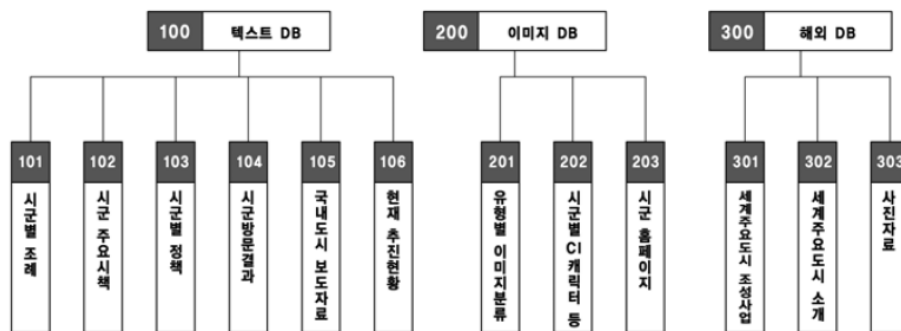 100 텍스트 DB
200 이미지 DB
300 해외 DB
101 시군별 조례
102 시군 주요시책
103 시군별 정책
104 시군방문결과
105 국내도시 보도자료
106 현재 추진현황
201 유형별 이미지분류
202 시군별 CI 캐릭터 등
203 시군 홈페이지
301 세계주요도시 조성사업
302 세계주요도시 소개
303 사진자료